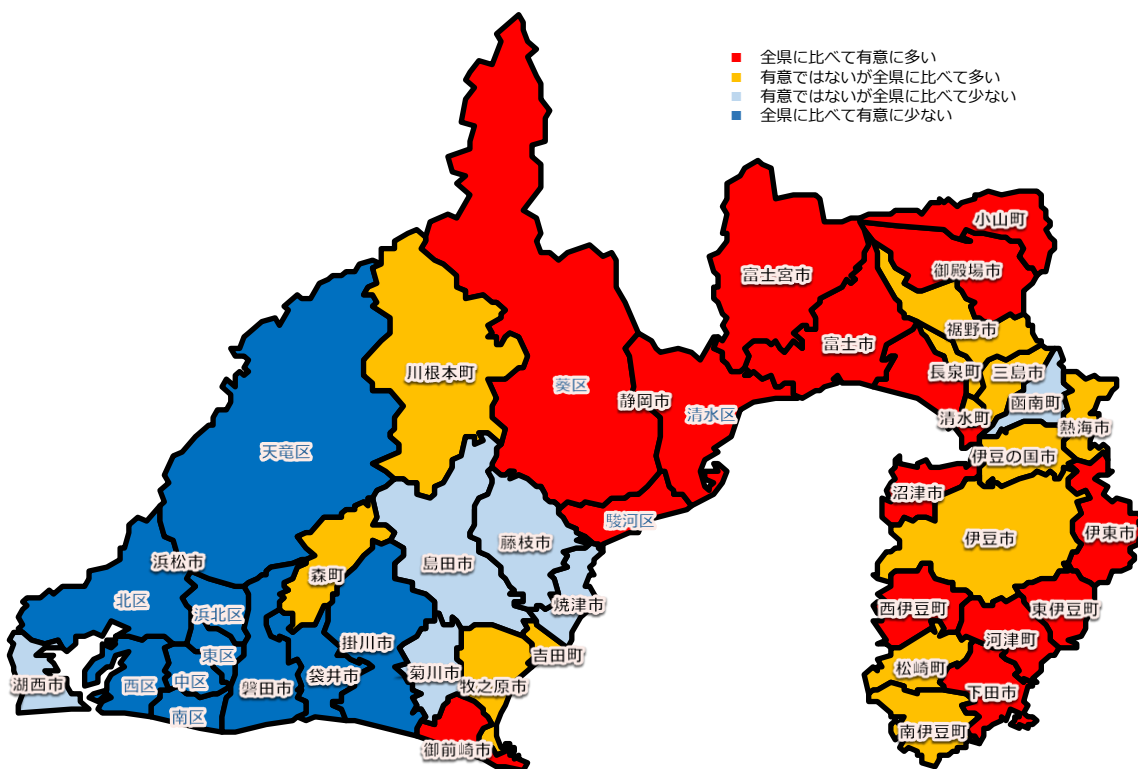 全県に比べて有意に多い
有意ではないが全県に比べて多い
有意ではないが全県に比べて少ない
全県に比べて有意に少ない
小山町
御殿場市
富士宮市
裾野市
富士市
長泉町
三島市
川根本町
葵区
静岡市
清水区
函南町
清水町
熱海市
天竜区
伊豆の国市
沼津市
駿河区
伊東市
藤枝市
伊豆市
浜松市
島田市
森町
北区
浜北区
焼津市
西伊豆町
東伊豆町
掛川市
河津町
東区
吉田町
湖西市
西区
中区
磐田市
袋井市
菊川市
牧之原市
松崎町
下田市
南区
御前崎市
南伊豆町